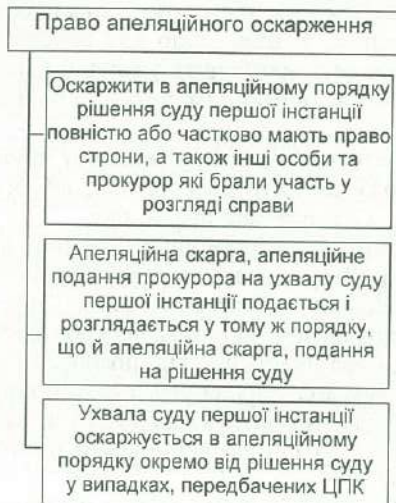 Право апеляційного оскарження
Оскаржити в апеляційному порядку
рішення суду першої інстанції
повністю або частково мають право
строни, а також інші особи та
прокурор які брали участь у
розгляді справи
Апеляційна скарга, апеляційне
подання прокурора на ухвалу суду
першої інстанції подається і
розглядається у тому ж порядку,
що й апеляційна скарга, подання
на рішення суду
Ухвала суду першої інстанції
оскаржується в апеляційному
порядку окремо від рішення суду
у випадках, передбачених ЦПК